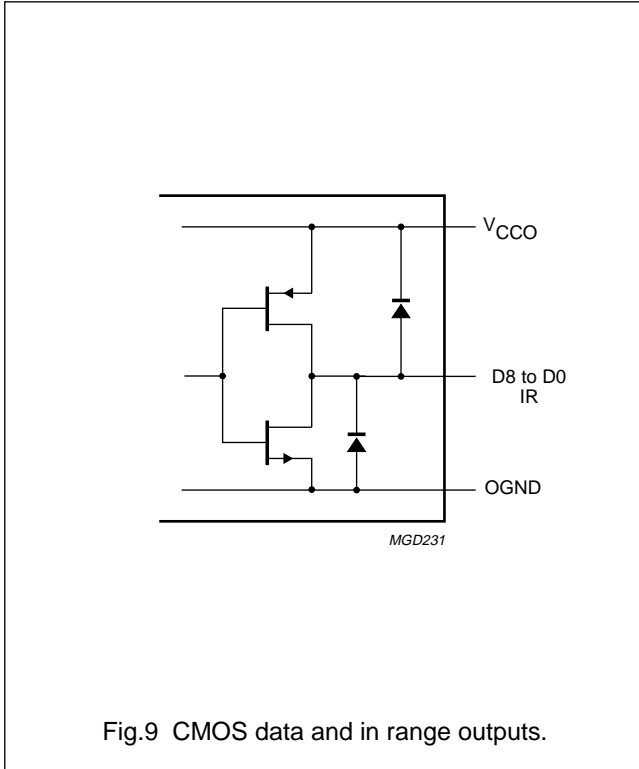 VCCO
D8 to D0
IR
OGND
MGD231
Fig.9 CMOS data and in range outputs.